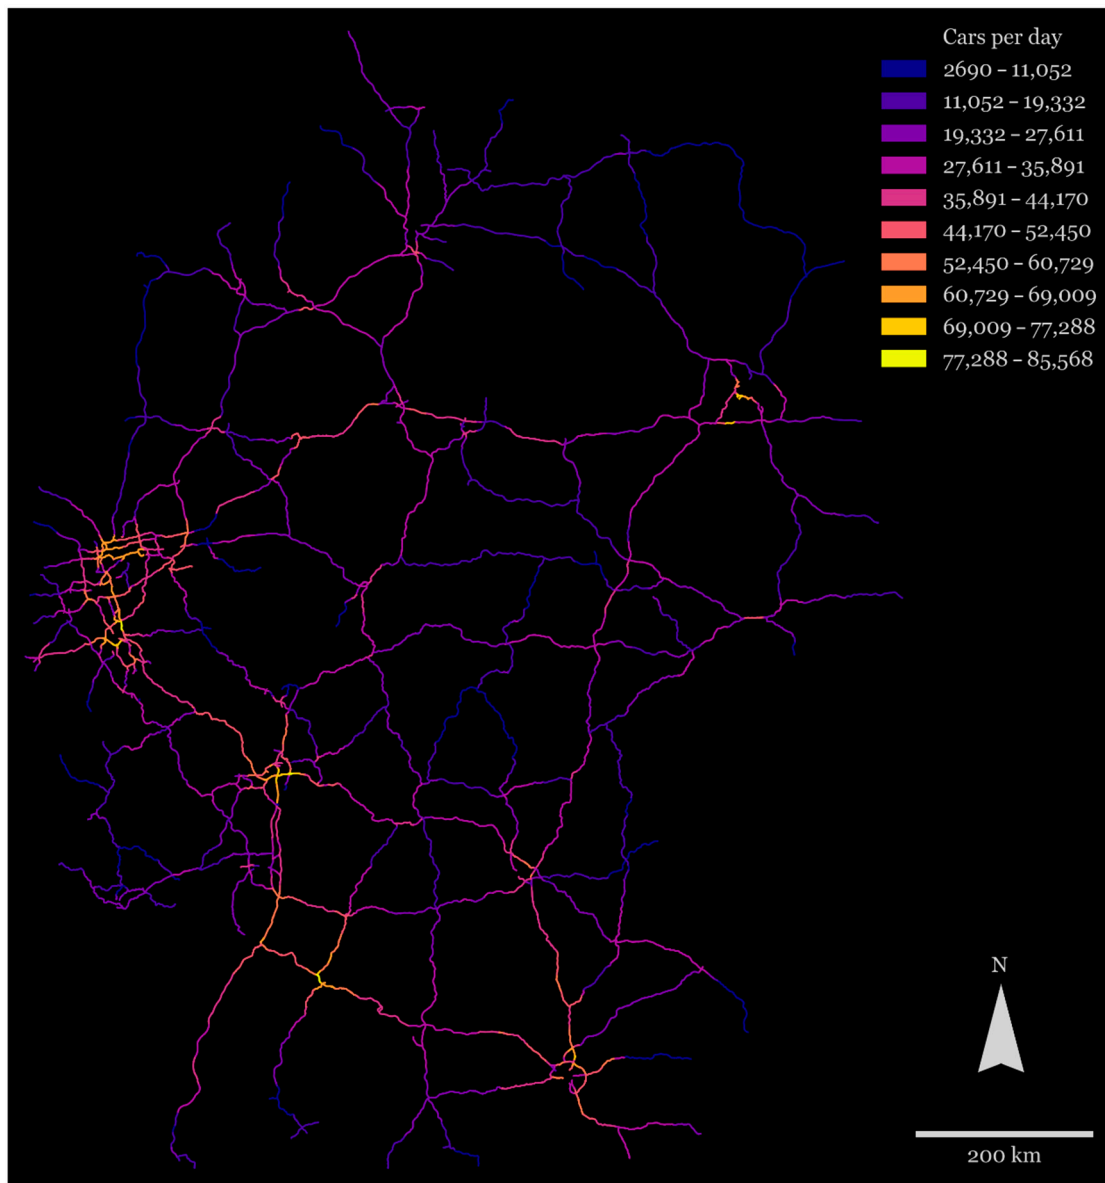 Cars per day
2690 – 11,052
11,052 – 19,332
19,332 – 27,611
27,611 – 35,891
35,891 – 44,170
44,170 – 52,450
52,450 – 60,729
60,729 – 69,009
69,009 – 77,288
77,288 – 85,568
N
200 km